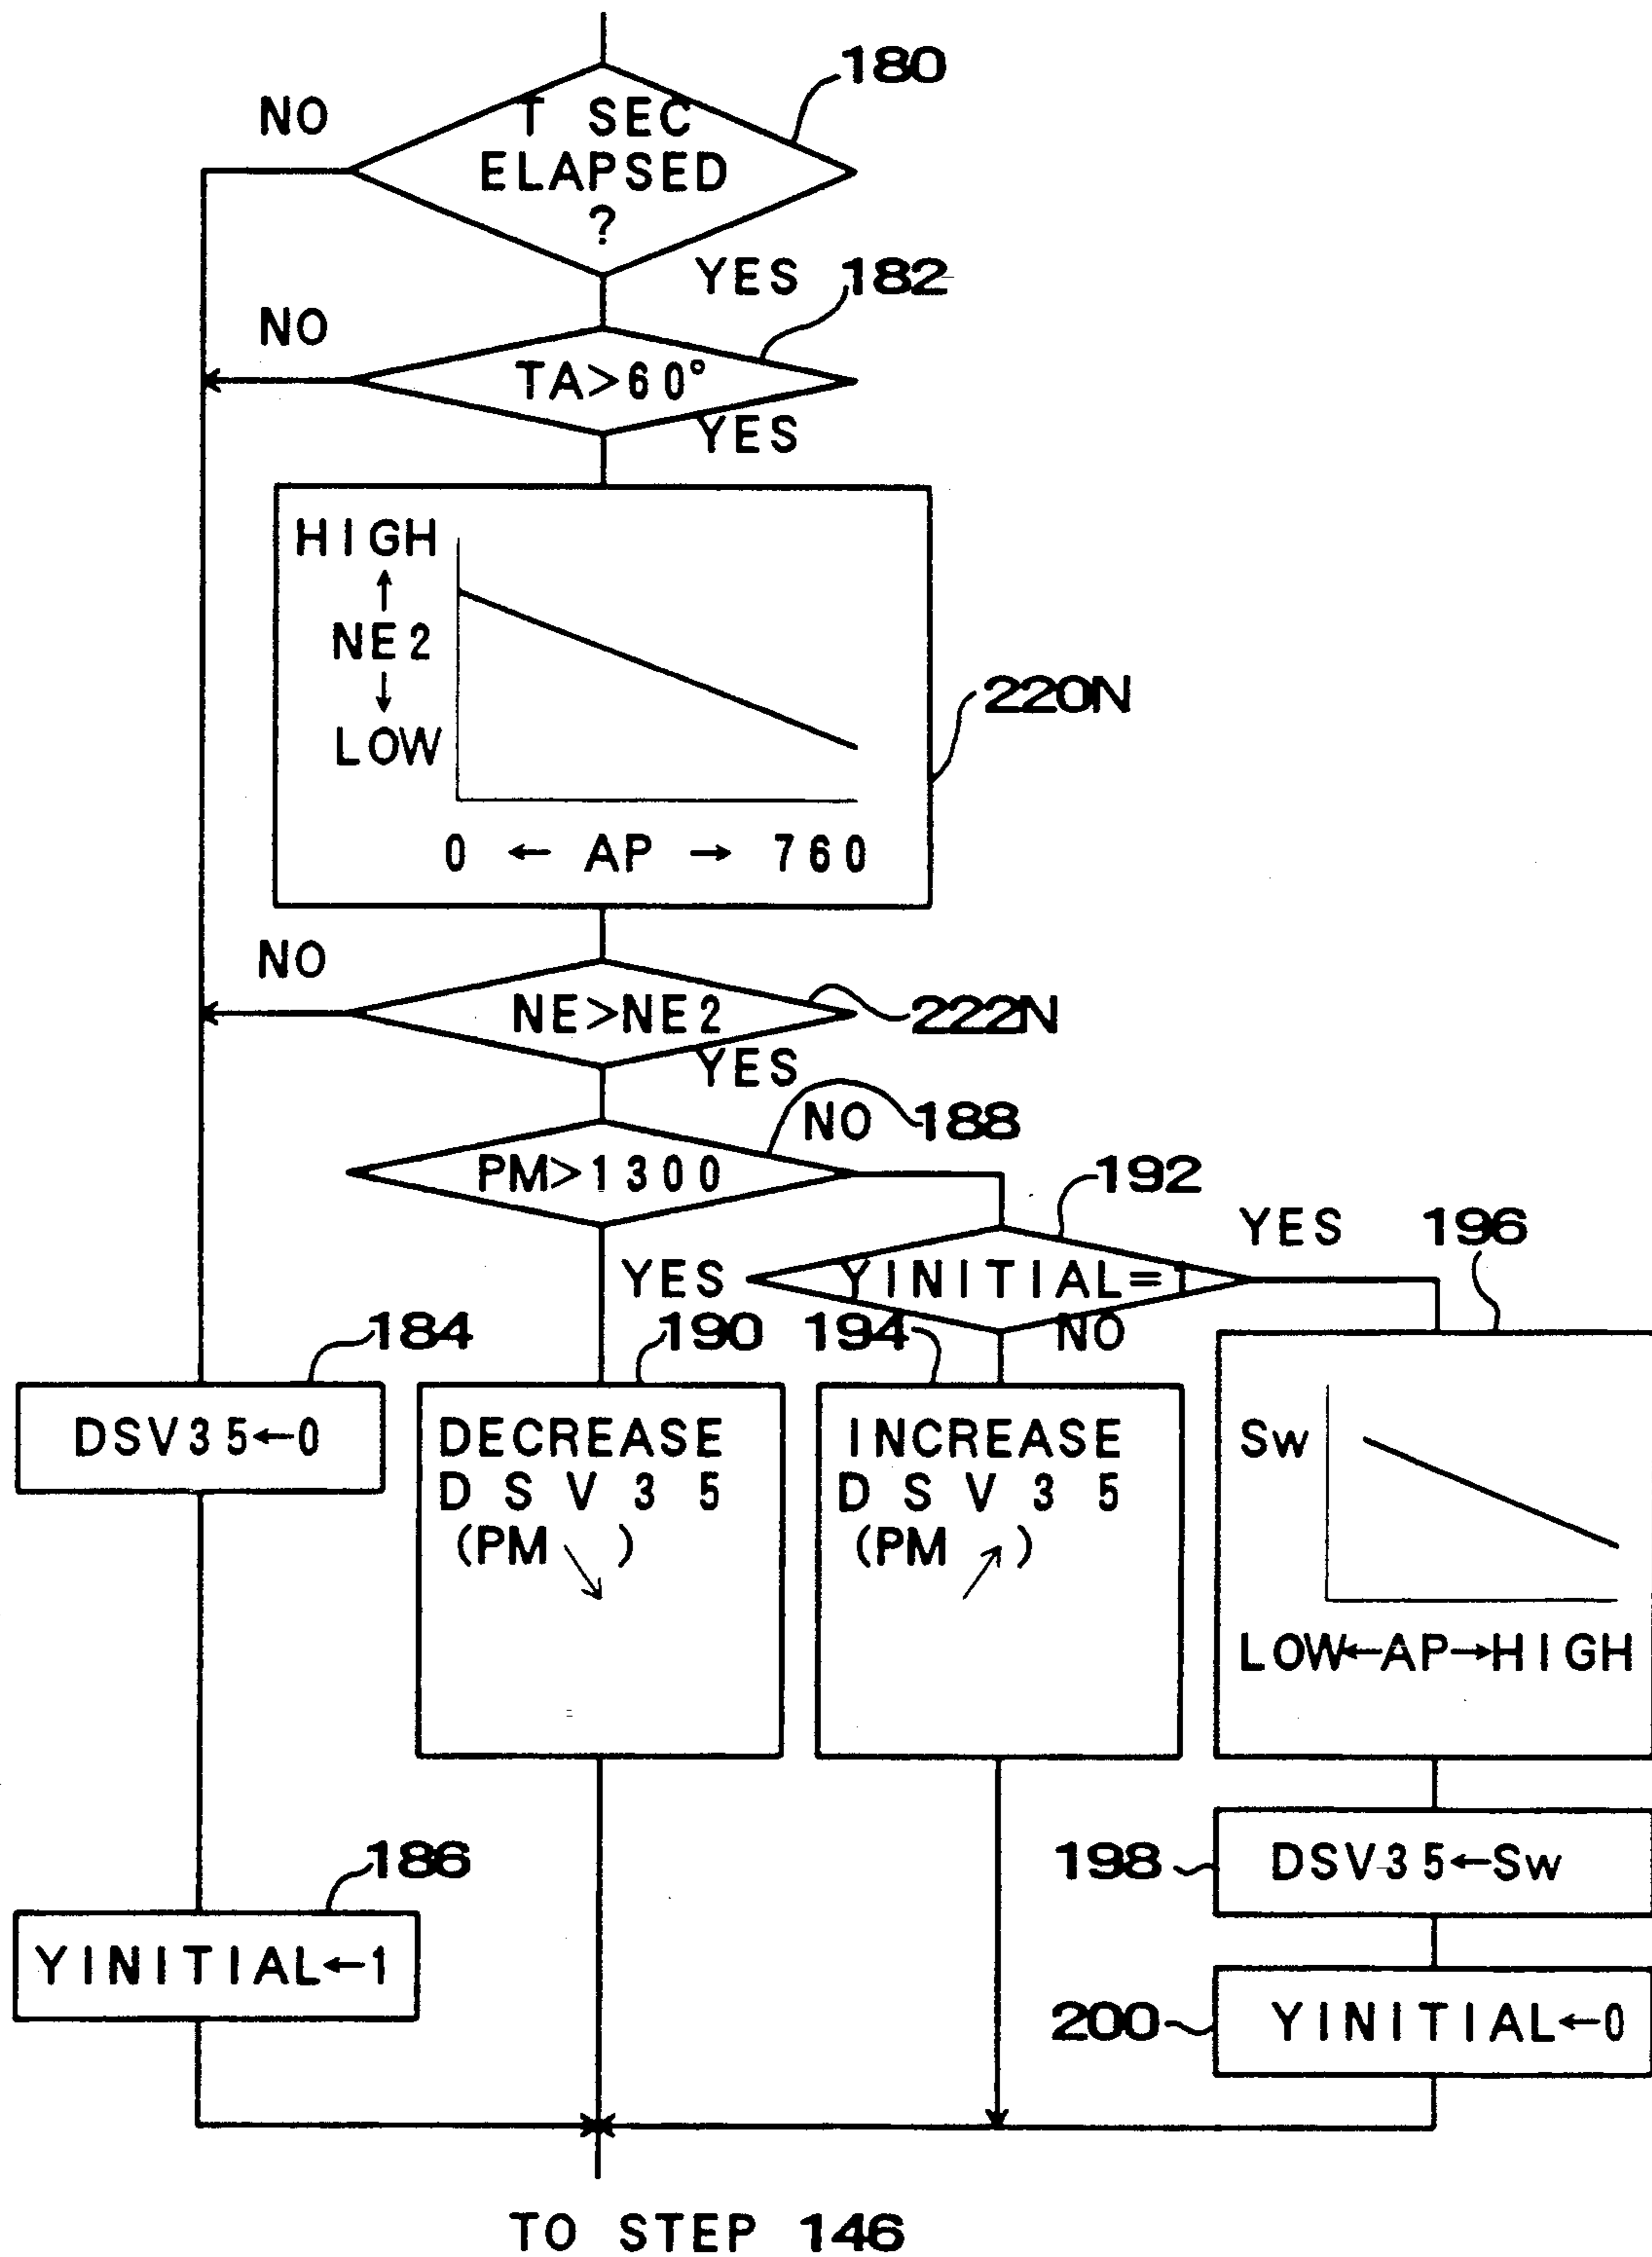 180
NO
T SEC
ELAPSED
?
YES
182
NO
TA>60°
YES
HIGH
↑
NE2
↓
LOW
220N
0 ← AP → 760
NO
NE>NE2
222N
YES
NO
188
PM>1300
192
YES
196
YES
YINITIAL=1
184
190
194
NO
DSV35←0
DECREASE
DSV35
(PM ↘)
INCREASE
DSV35
(PM ↗)
Sw
LOW←AP→HIGH
186
198
DSV35←Sw
YINITIAL←1
200
YINITIAL←0
TO STEP 146